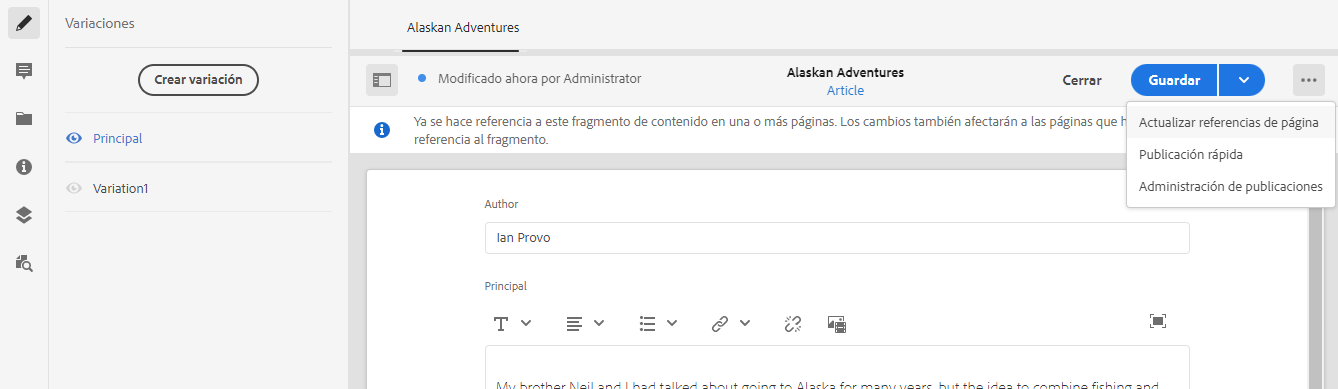 Variaciones
Crear variación
Principal
Variation1
Alaskan Adventures
Modificado ahora por Administrator
Alaskan Adventures
Article
Cerrar
Guardar
Ya se hace referencia a este fragmento de contenido en una o más páginas. Los cambios también afectarán a las páginas que
referencia al fragmento.
Actualizar referencias de página
Publicación rápida
Administración de publicaciones
Author
Ian Provo
Principal
My brother Neil and I had talked about going to Alaska for many years, but the idea to combine fishing and